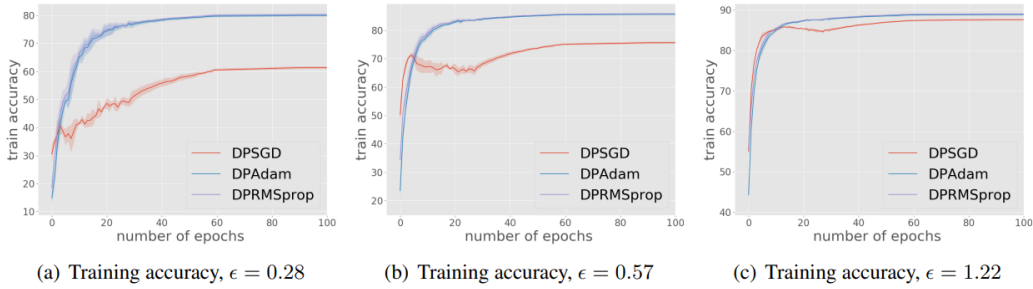 80
70
60
50
40
30
20
10
train accuracy
0 20 40 60 80 100
number of epochs
DPSGD
DPAdam
DPRMSprop
(a) Training accuracy, ϵ = 0.28
80
70
60
50
40
30
20
train accuracy
0 20 40 60 80 100
number of epochs
DPSGD
DPAdam
DPRMSprop
(b) Training accuracy, ϵ = 0.57
90
80
70
60
50
40
train accuracy
0 20 40 60 80 100
number of epochs
DPSGD
DPAdam
DPRMSprop
(c) Training accuracy, ϵ = 1.22